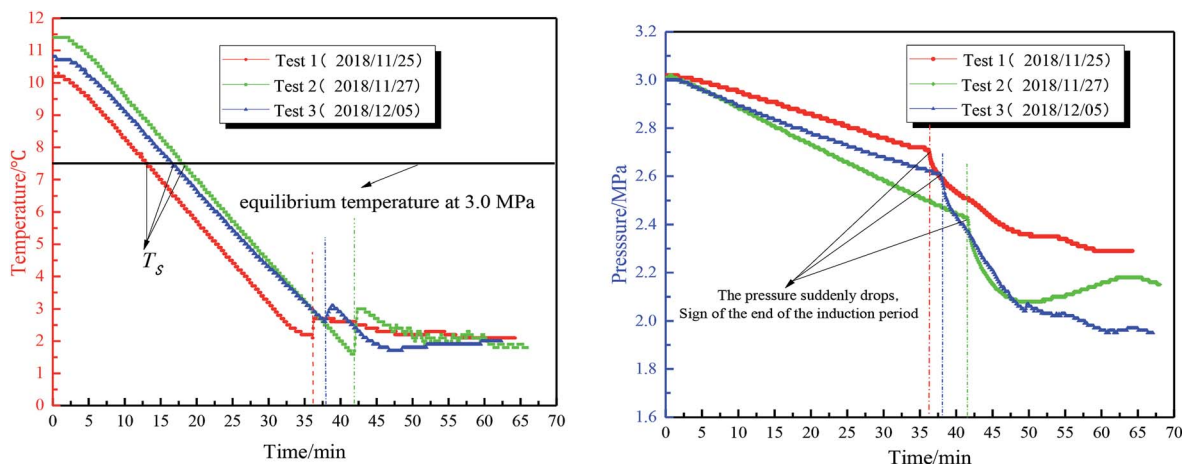 12
11
10
9
8
7
6
5
4
3
2
1
0
Temperature/℃
Test 1( 2018/11/25)
Test 2( 2018/11/27)
Test 3( 2018/12/05)
equilibrium temperature at 3.0 MPa
TS
0 5 10 15 20 25 30 35 40 45 50 55 60 65 70
Time/min
3.2
3.0
2.8
2.6
2.4
2.2
2.0
1.8
1.6
Presssure/MPa
Test 1( 2018/11/25)
Test 2( 2018/11/27)
Test 3( 2018/12/05)
The pressure suddenly drops,
Sign of the end of the induction period
0 5 10 15 20 25 30 35 40 45 50 55 60 65 70
Time/min